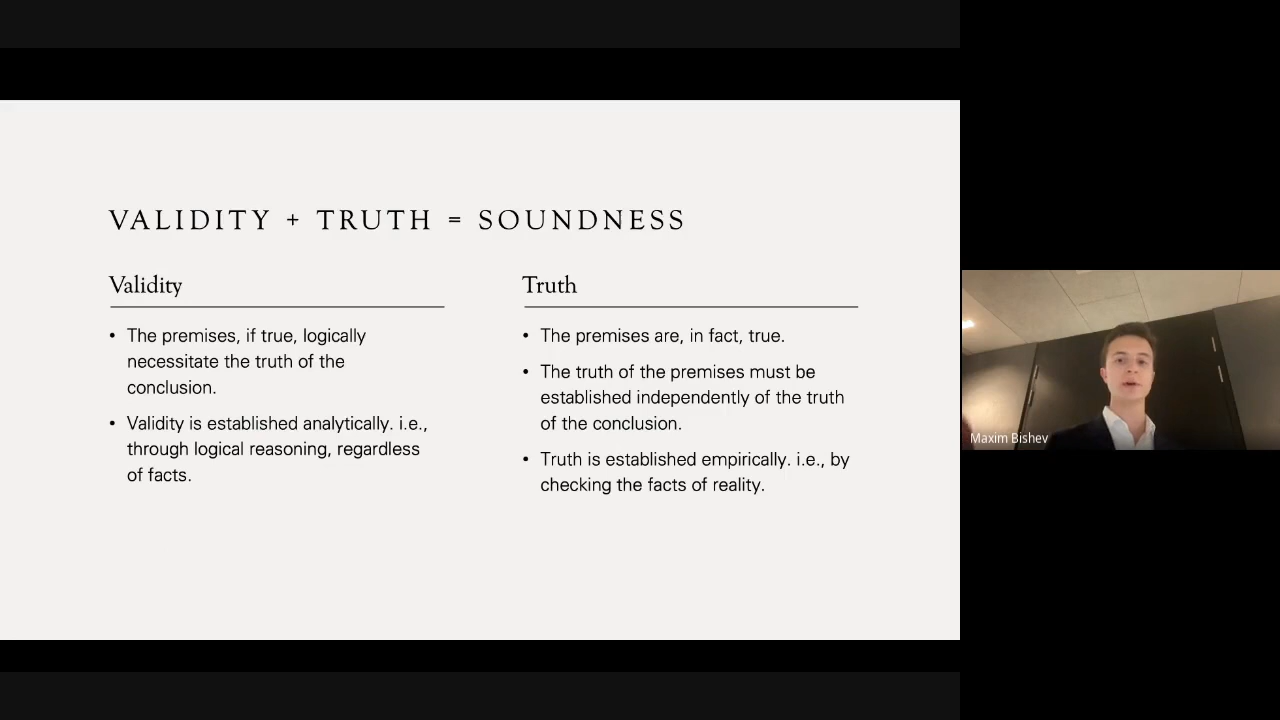 VALIDITY + TRUTH = SOUNDNESS
Validity
• The premises, if true, logically
necessitate the truth of the
conclusion.
• Validity is established analytically. i.e.,
through logical reasoning, regardless
of facts.
Truth
• The premises are, in fact, true.
• The truth of the premises must be
established independently of the truth
of the conclusion.
• Truth is established empirically. i.e., by
checking the facts of reality.
Maxim Bishev